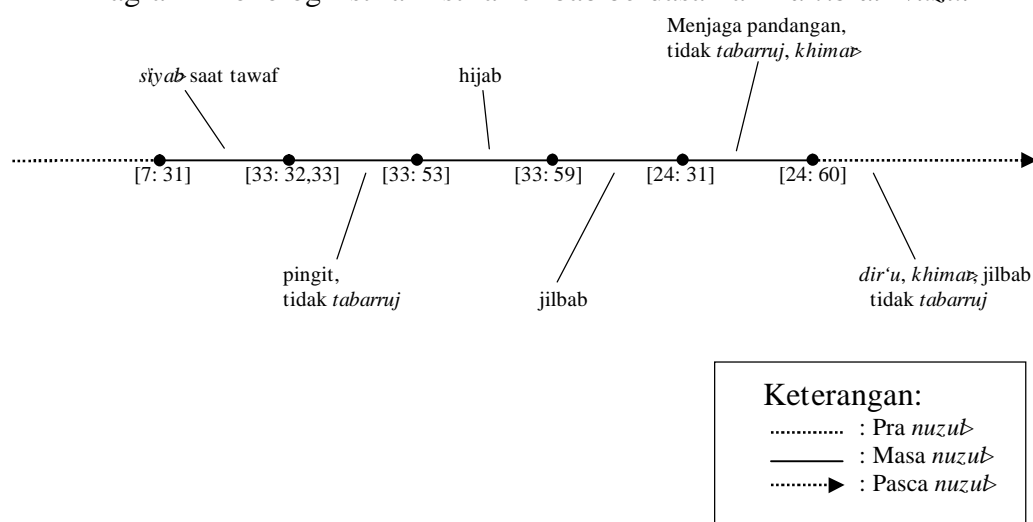 Menjaga pandangan,
tidak tabarruj, khimar>
siyab> saat tawaf
hijab
[7: 31]
[33: 32,33]
[33: 53]
[33: 59]
[24: 31]
[24: 60]
pingit,
tidak tabarruj
jilbab
dir‘u, khimar>, jilbab
tidak tabarruj
Keterangan:
: Pra nuzul>
: Masa nuzul>
: Pasca nuzul>